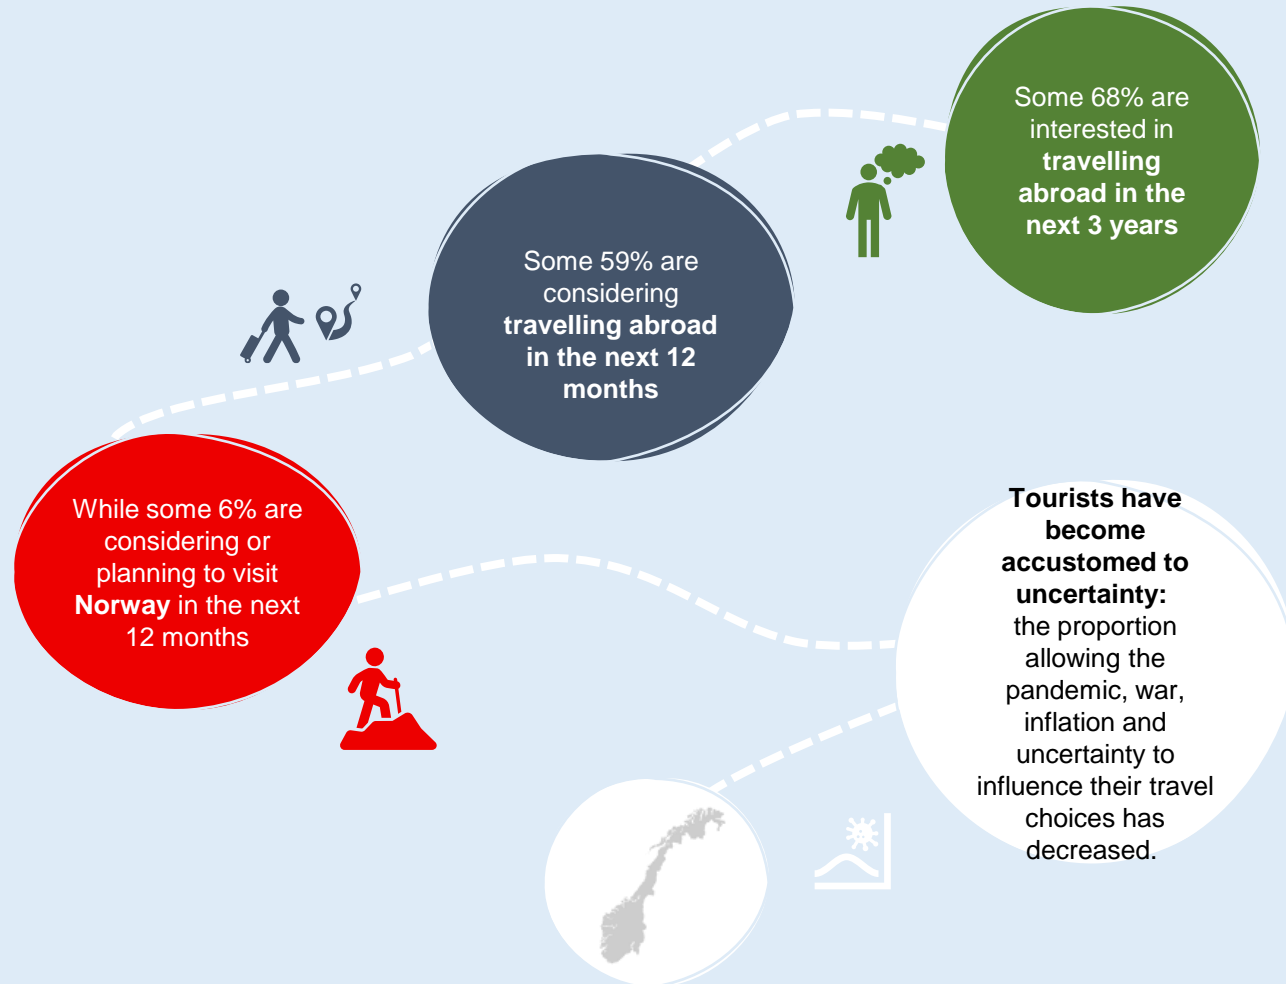 Some 68% are
interested in
travelling
abroad in the
next 3 years
Some 59% are
considering
travelling abroad
in the next 12
months
While some 6% are
considering or
planning to visit
Norway in the next
12 months
Tourists have
become
accustomed to
uncertainty:
the proportion
allowing the
pandemic, war,
inflation and
uncertainty to
influence their travel
choices has
decreased.